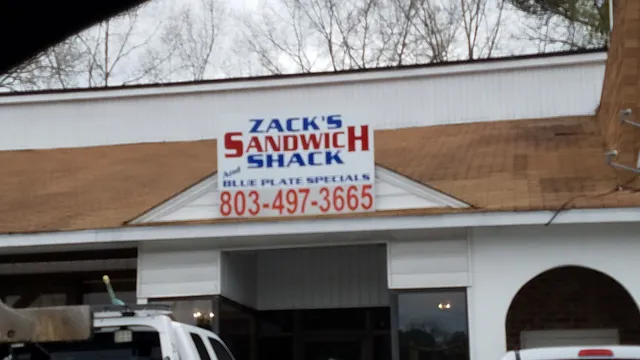 ZACK'S
SANDWICH
SHACK
And
BLUE PLATE SPECIALS
803-497-3665